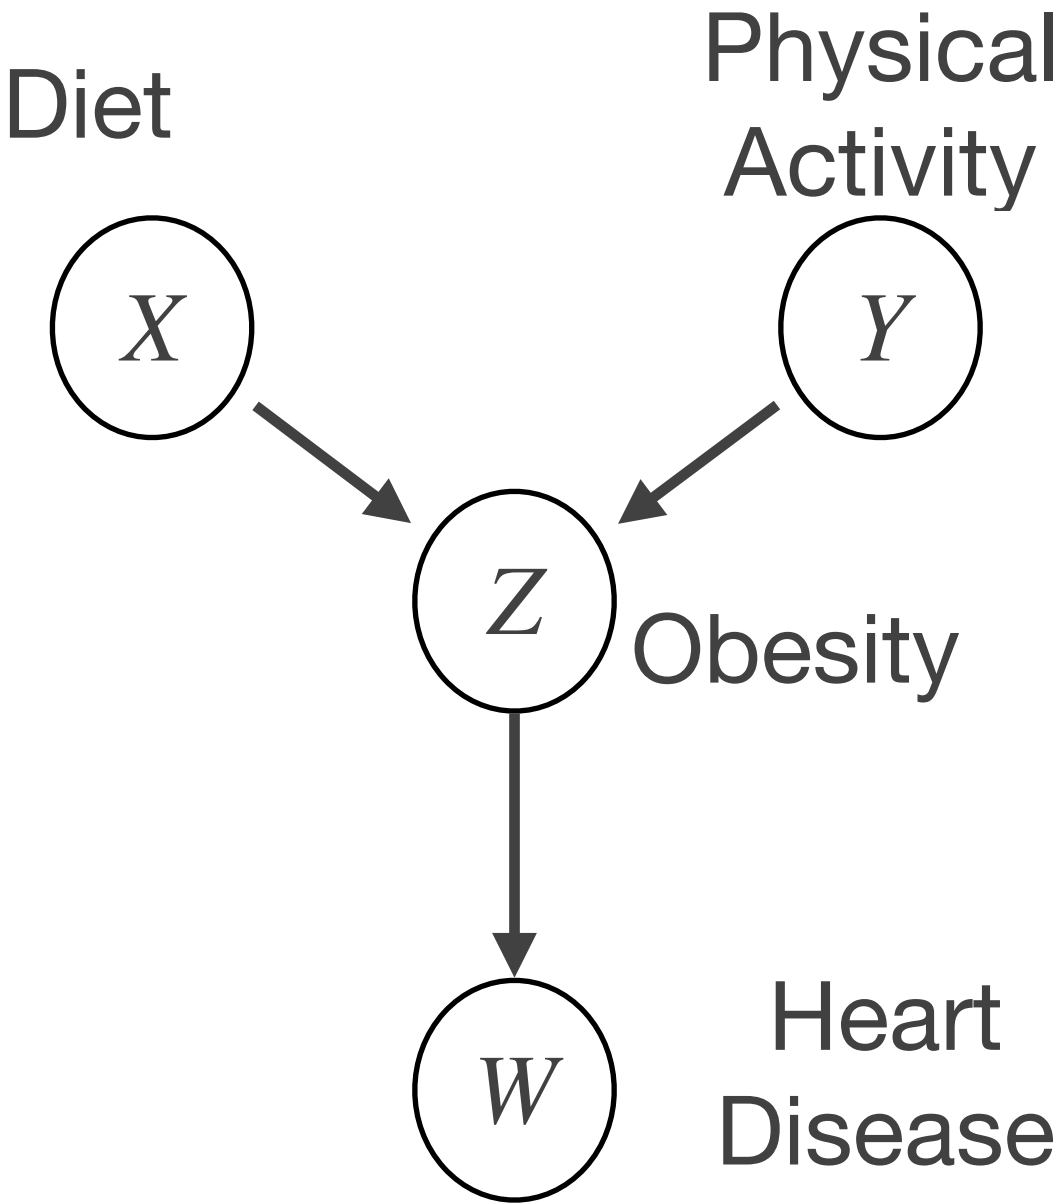 Diet
Physical
Activity
X
Y
Z
Obesity
W
Heart
Disease